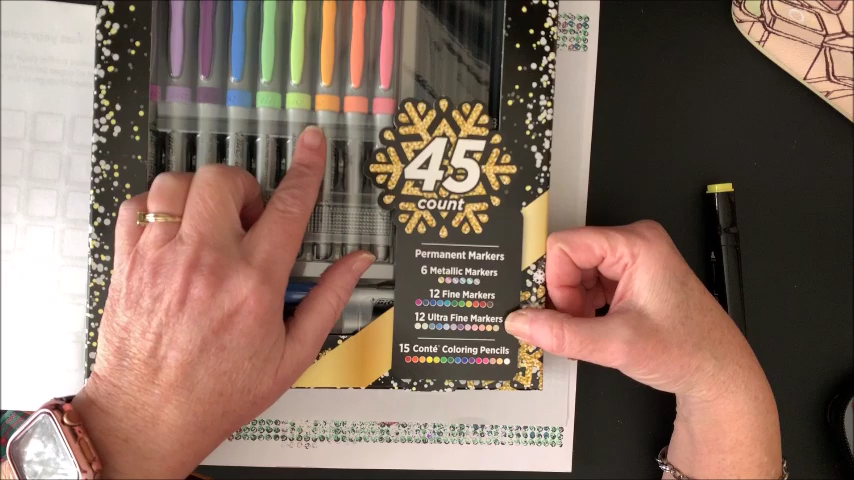 45
count
Permanent Markers
6 Metallic Markers
12 Fine Markers
12 Ultra Fine Markers
15 Conté Coloring Pencils